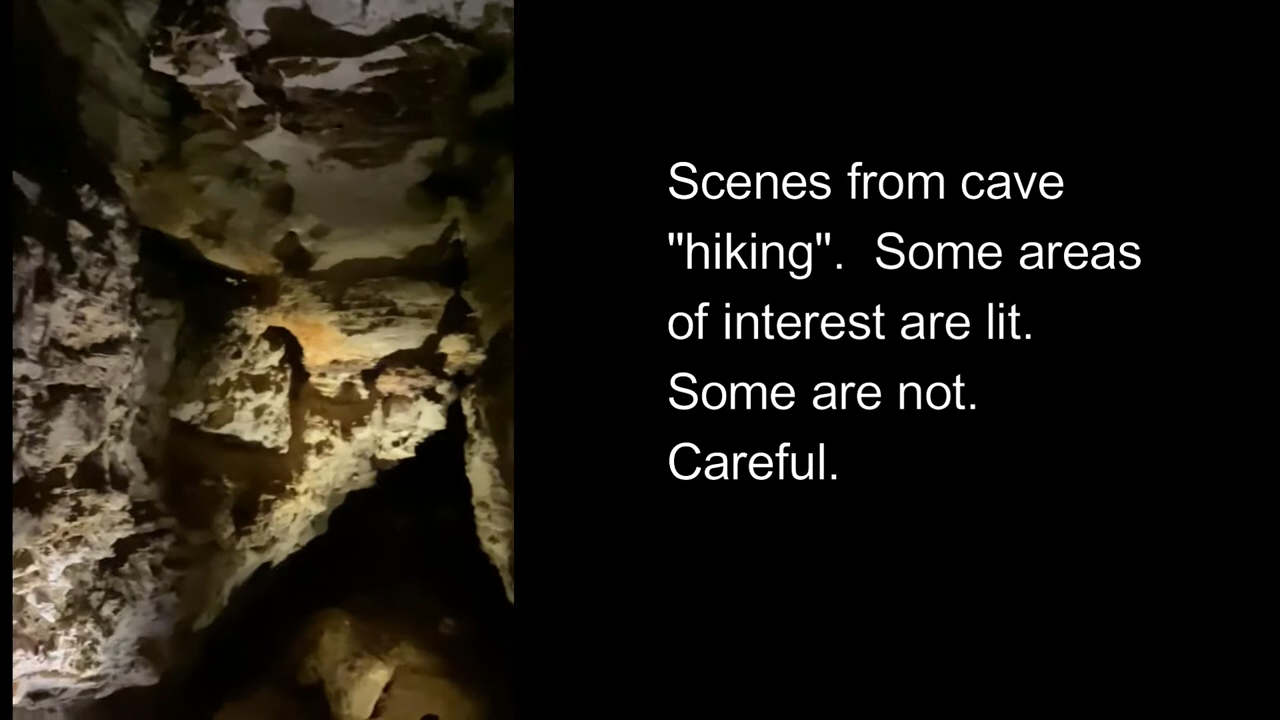 Scenes from cave
"hiking".  Some areas
of interest are lit.
Some are not.
Careful.